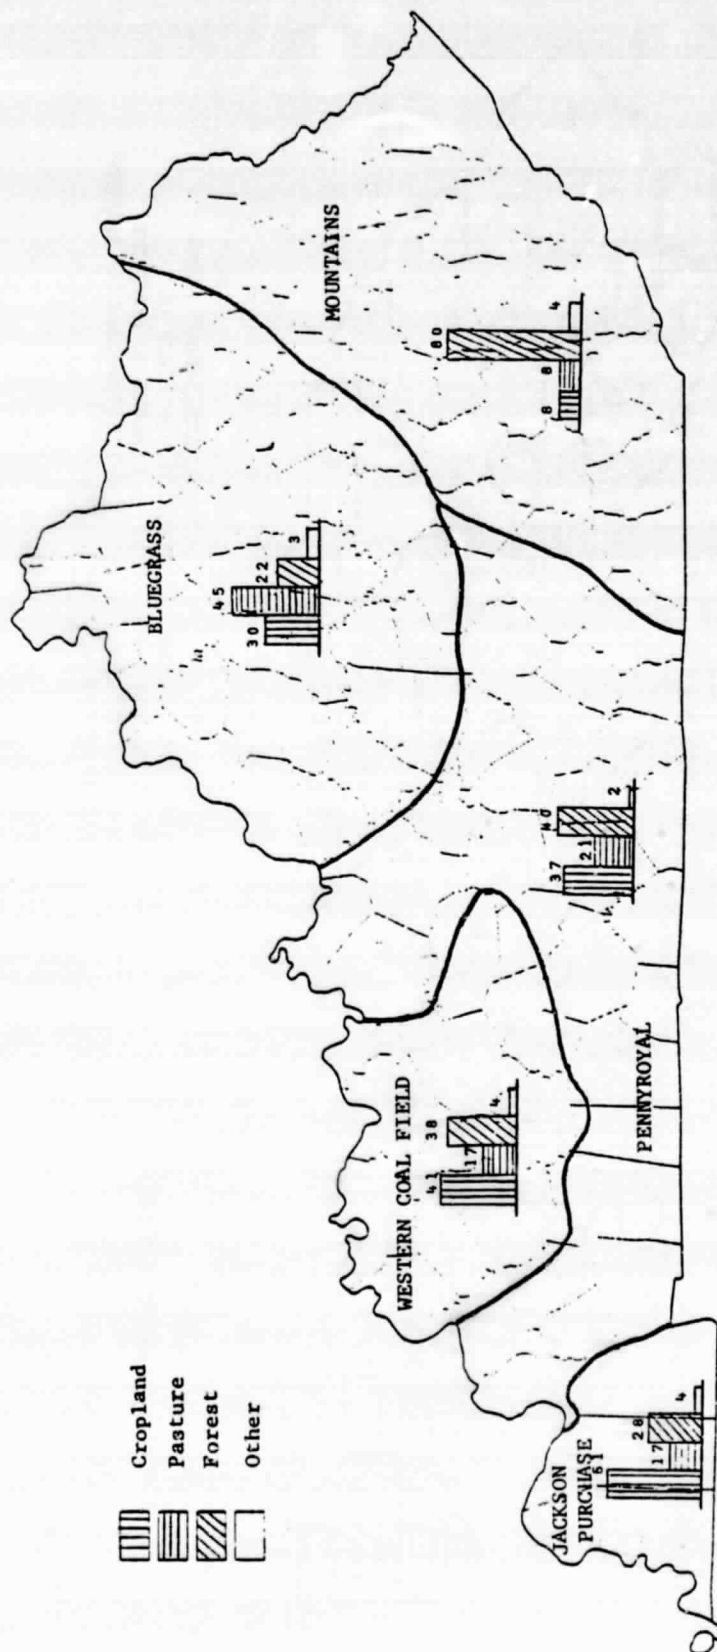 Cropland
Pasture
Forest
Other
JACKSON
PURCHASE
51
17
28
4
WESTERN COAL FIELD
41
17
38
4
PENNYROYAL
37
21
40
2
BLUEGRASS
30
45
22
3
MOUNTAINS
8
8
80
4